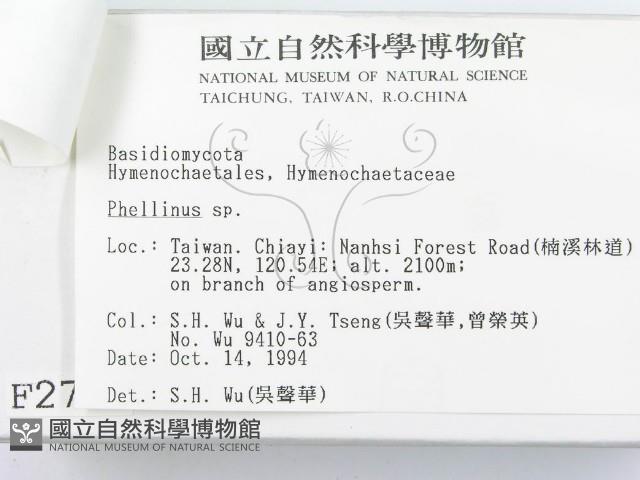 國立自然科學博物館
NATIONAL MUSEUM OF NATURAL SCIENCE
TAICHUNG, TAIWAN, R.O.CHINA
Basidiomycota
Hymenochaetales, Hymenochaetaceae
Phellinus sp.
Loc.: Taiwan. Chiayi: Nanhsi Forest Road(楠溪林道)
23.28N, 120.54E; alt. 2100m;
on branch of angiosperm.
Col.: S.H. Wu & J.Y. Tseng(吳聲華,曾榮英)
No. Wu 9410-63
Date: Oct. 14, 1994
Det.: S.H. Wu(吳聲華)
F27
國立自然科學博物館
NATIONAL MUSEUM OF NATURAL SCIENCE